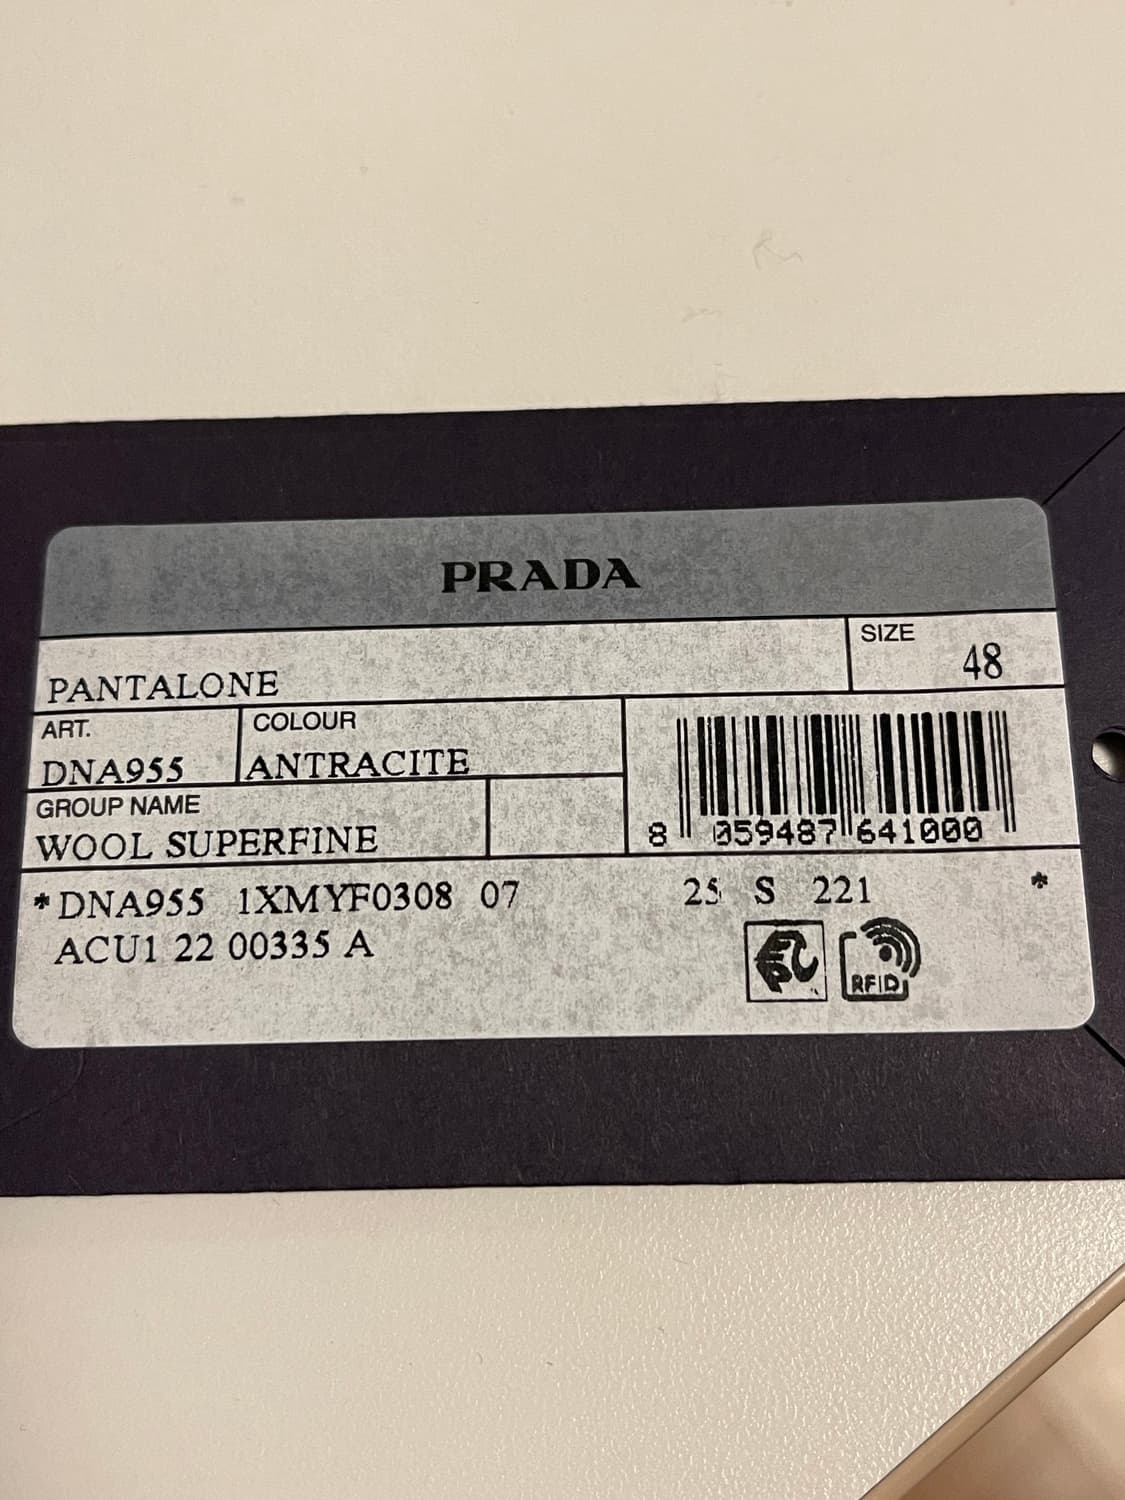 PRADA
PANTALONE
SIZE
48
ART.
DNA955
COLOUR
ANTRACITE
GROUP NAME
WOOL SUPERFINE
8 059487 641000
*DNA955 1XMYF0308 07 25 S 221 *
ACU1 22 00335 A
RFID